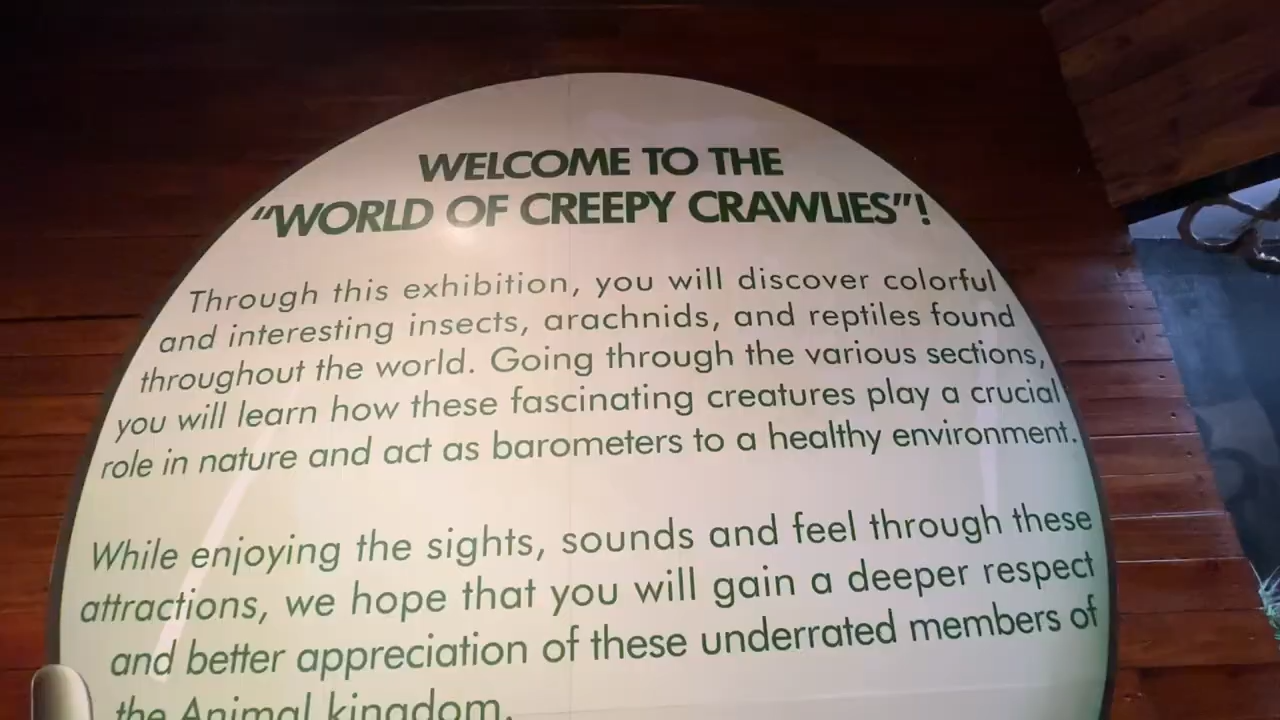 WELCOME TO THE
"WORLD OF CREEPY CRAWLIES"!
Through this exhibition, you will discover colorful
and interesting insects, arachnids, and reptiles found
throughout the world. Going through the various sections,
you will learn how these fascinating creatures play a crucial
role in nature and act as barometers to a healthy environment.
While enjoying the sights, sounds and feel through these
attractions, we hope that you will gain a deeper respect
and better appreciation of these underrated members of
the Animal kingdom.